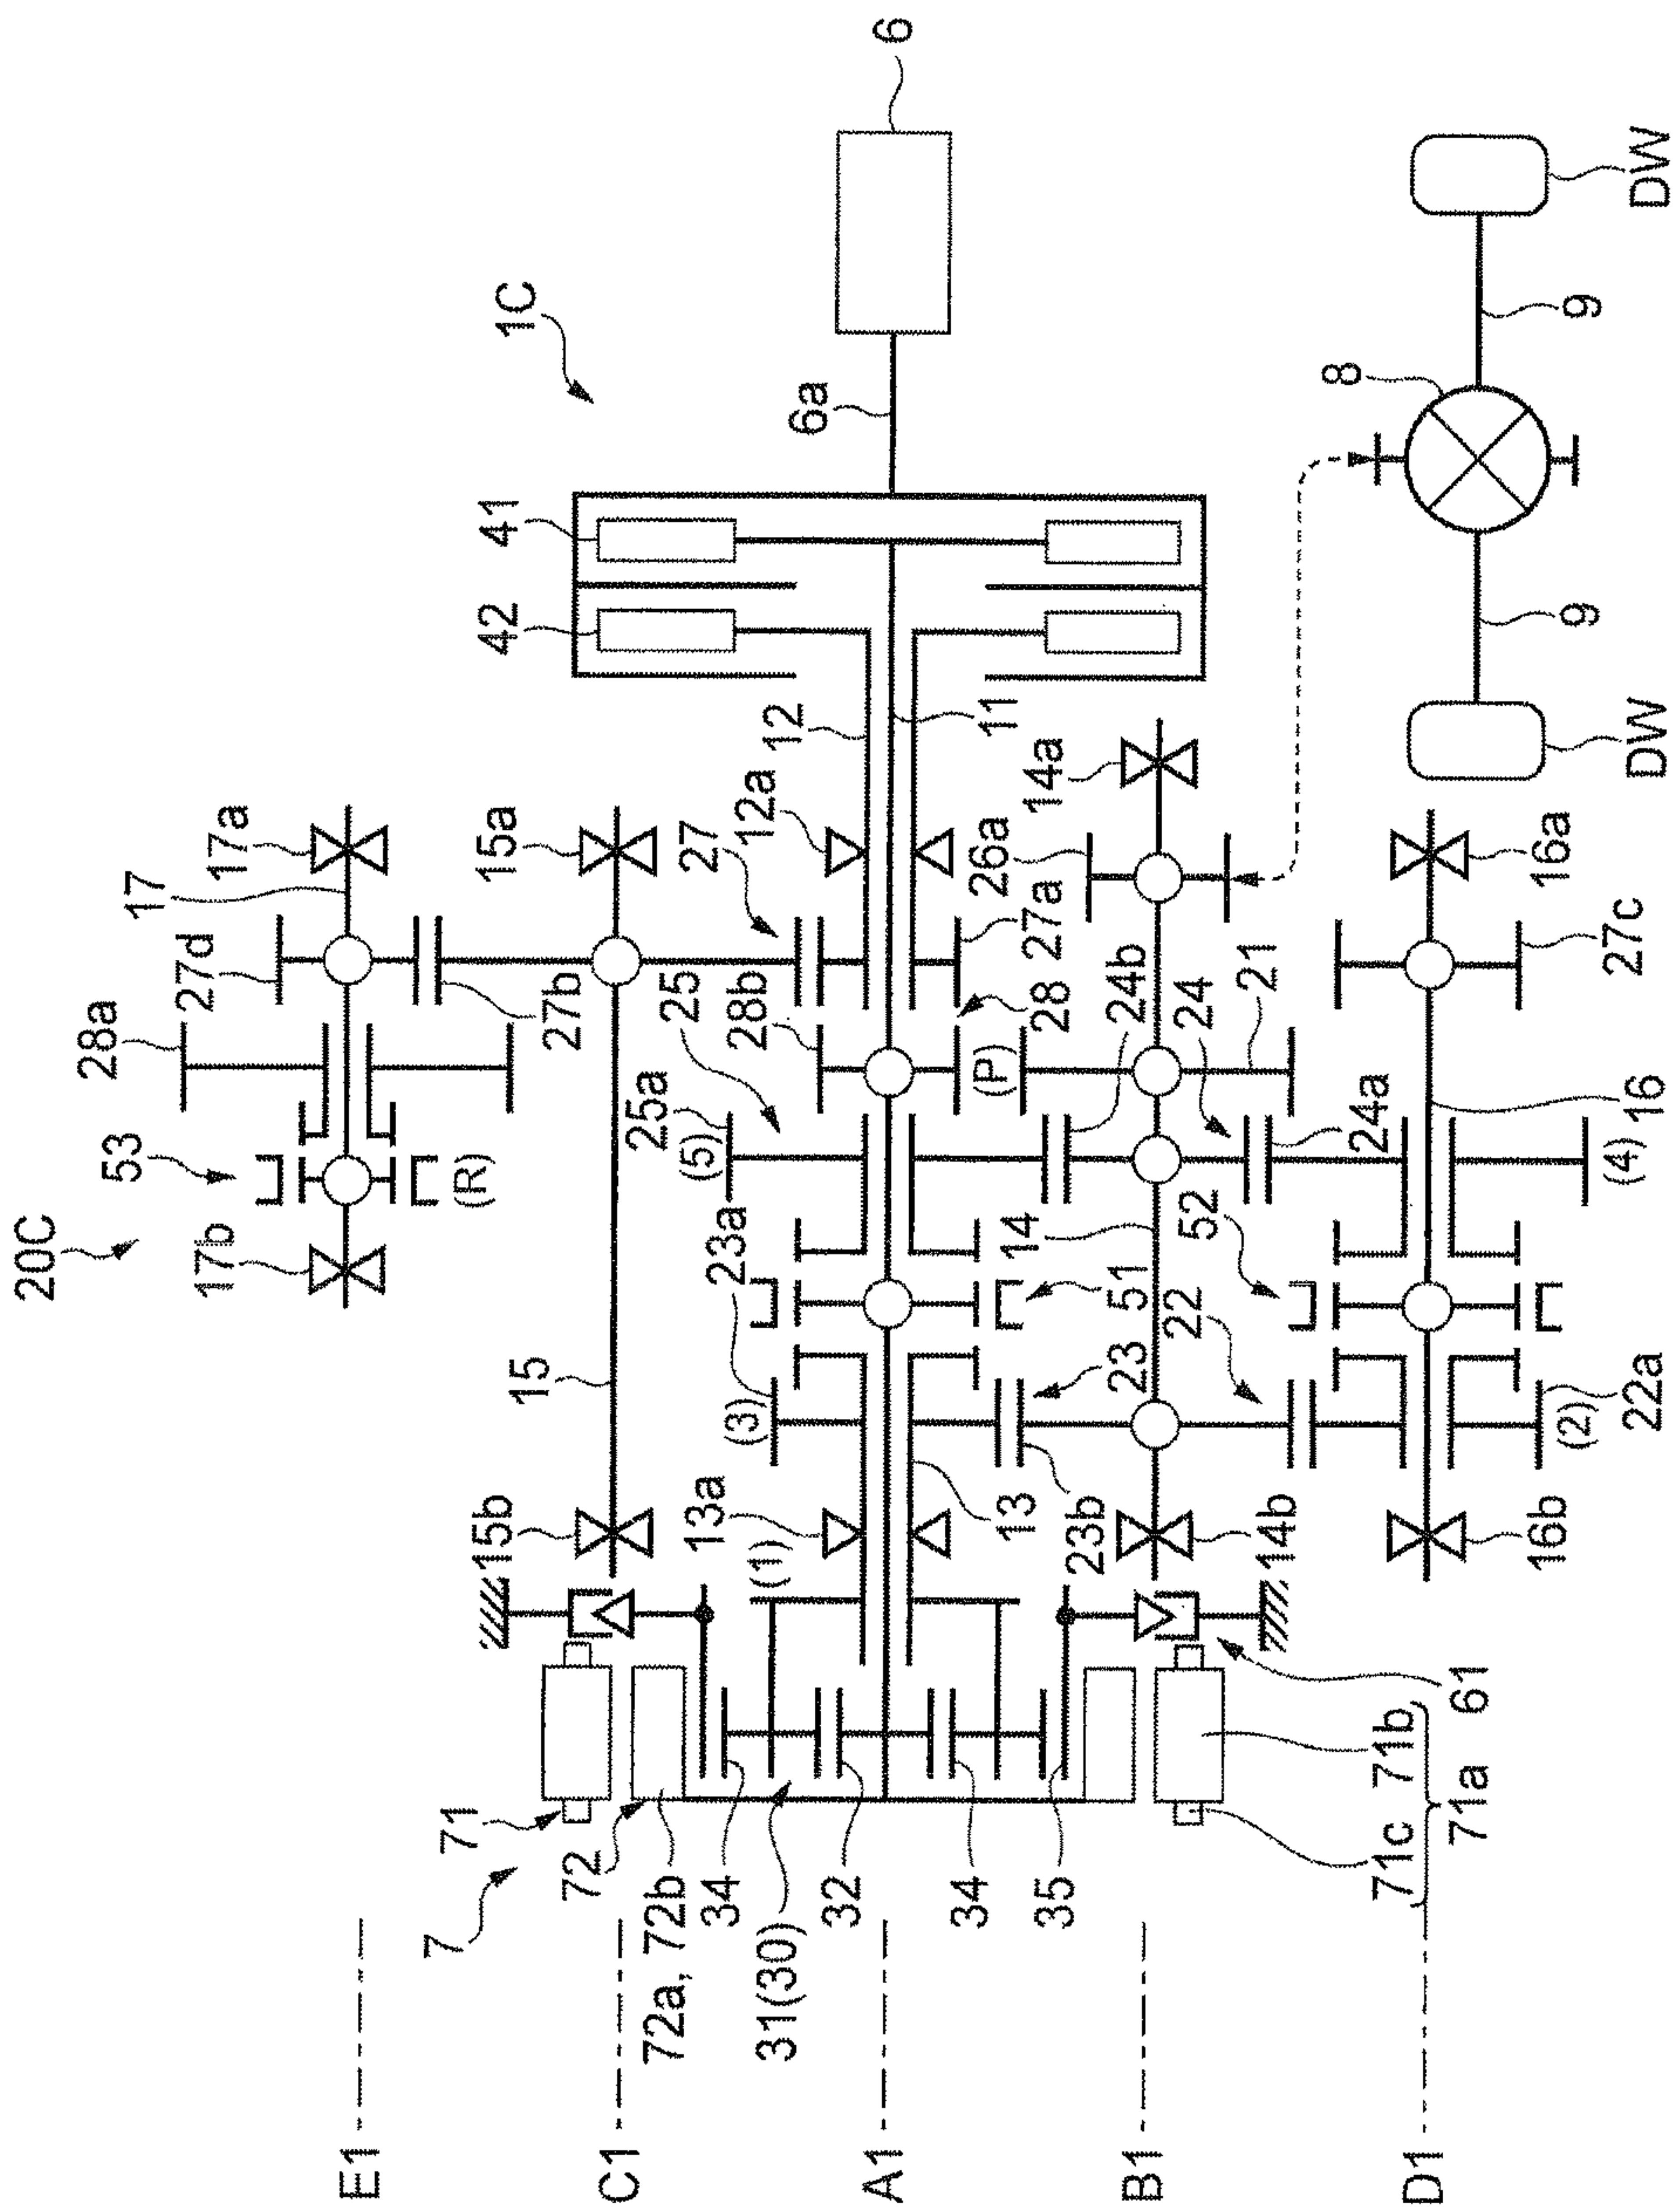 6
1C
6a
41
42
12
11
12a
27
17a
17
15a
27d
28a
27b
25
28b
28
27a
26a
14a
24b
24
21
27c
16a
16
24a
(4)
(P)
25a
(5)
53
(R)
20C
17b
23a
14
52
51
22
23
15
(3)
(2)
22a
13a
13
23b
14b
16b
15b
(1)
61
71b
71c
71a
71
7
72
72a, 72b
34
31(30)
32
34
35
8
9
9
DW
DW
E1
C1
A1
B1
D1